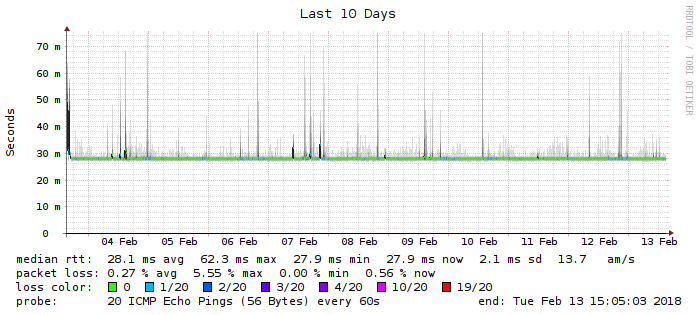 Last 10 Days
RRDTOOL / TOBI OETIKER
Seconds
70 m
60 m
50 m
40 m
30 m
20 m
10 m
0
04 Feb 05 Feb 06 Feb 07 Feb 08 Feb 09 Feb 10 Feb 11 Feb 12 Feb 13 Feb
median rtt: 28.1 ms avg 62.3 ms max 27.9 ms min 27.9 ms now 2.1 ms sd 13.7 am/s
packet loss: 0.27 % avg 5.55 % max 0.00 % min 0.56 % now
loss color: 0 1/20 2/20 3/20 4/20 10/20 19/20
probe: 20 ICMP Echo Pings (56 Bytes) every 60s end: Tue Feb 13 15:05:03 2018